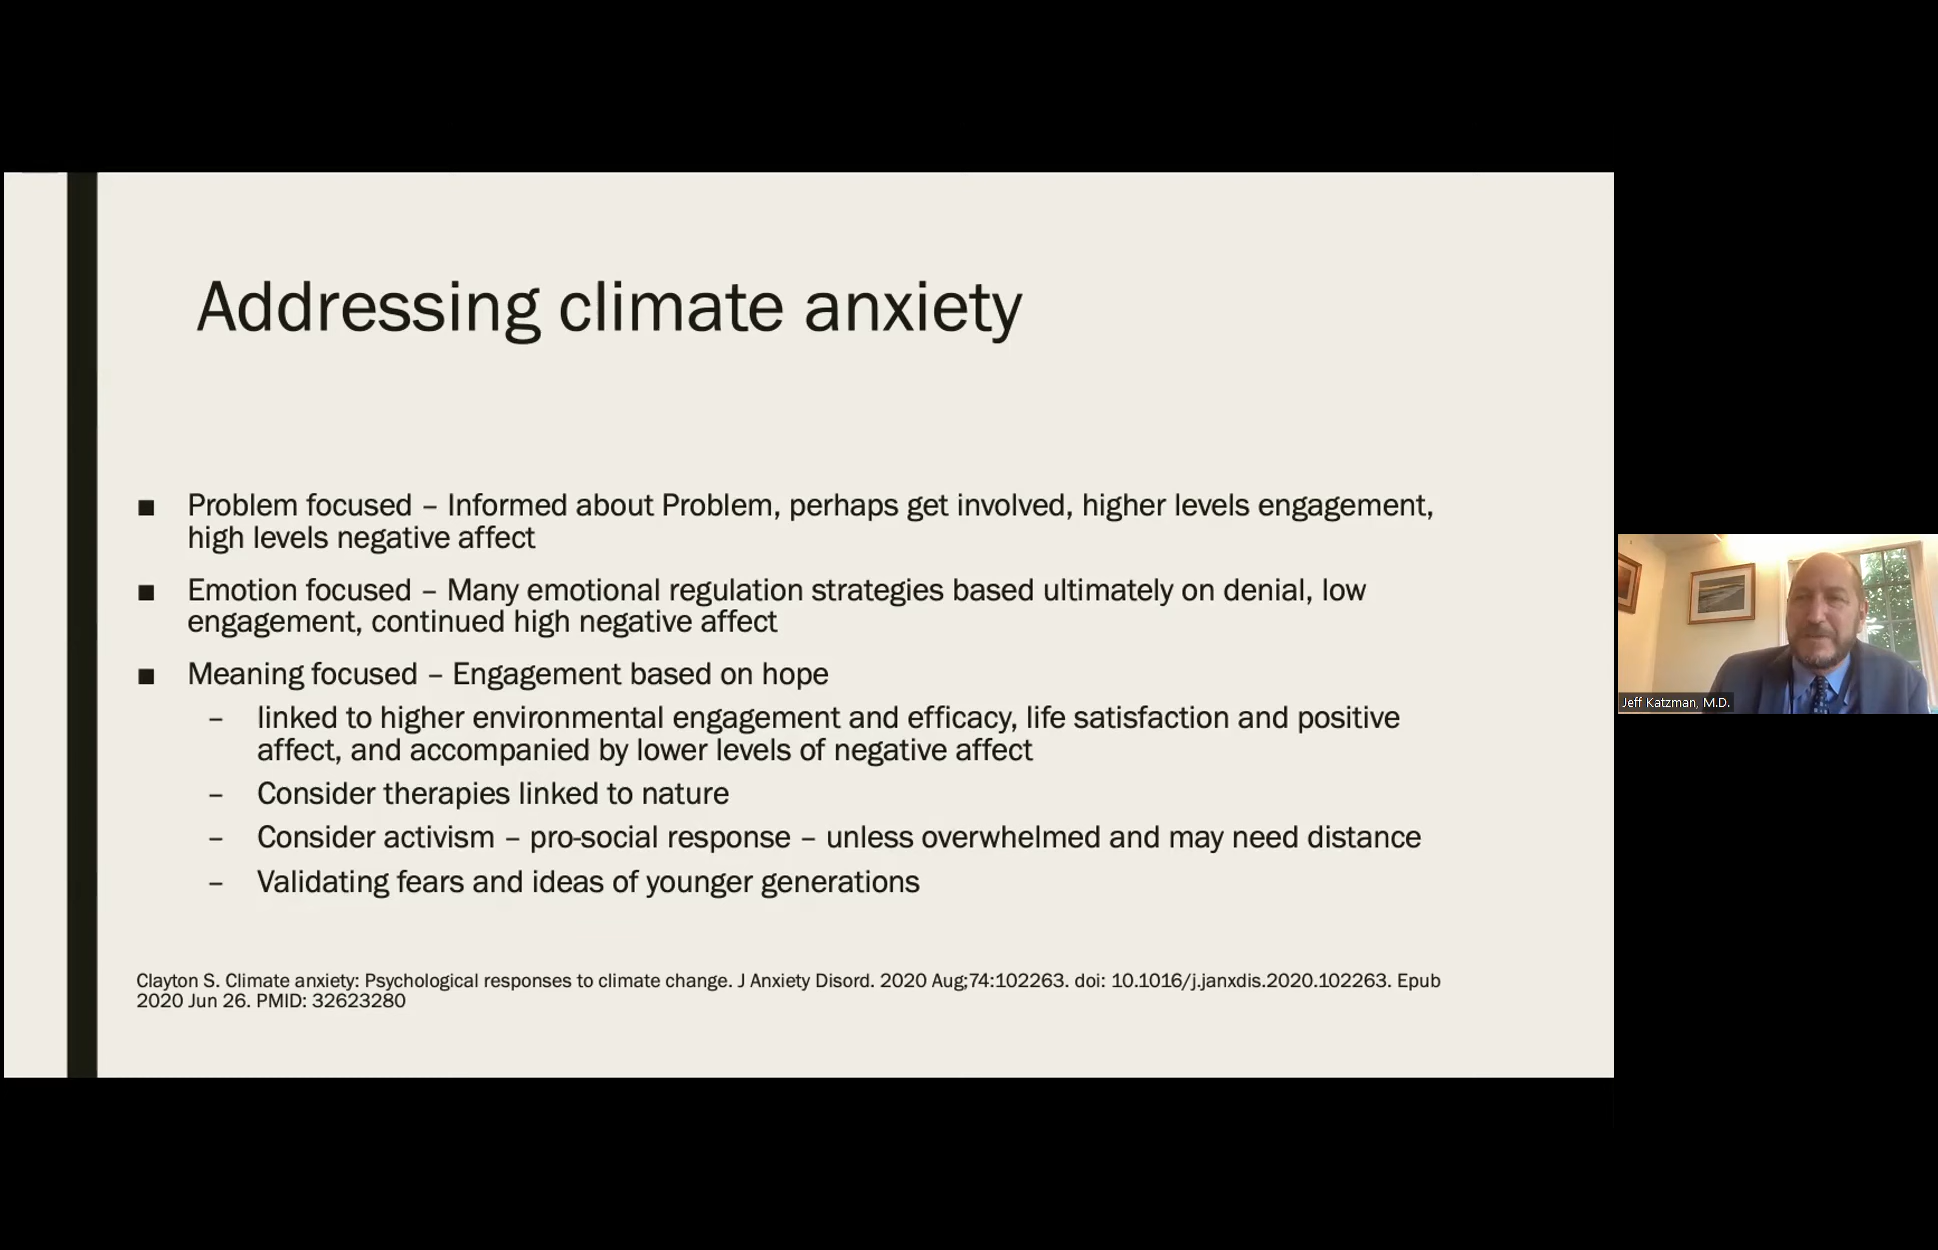 Addressing climate anxiety
■ Problem focused – Informed about Problem, perhaps get involved, higher levels engagement,
high levels negative affect
■ Emotion focused – Many emotional regulation strategies based ultimately on denial, low
engagement, continued high negative affect
■ Meaning focused – Engagement based on hope
– linked to higher environmental engagement and efficacy, life satisfaction and positive
affect, and accompanied by lower levels of negative affect
– Consider therapies linked to nature
– Consider activism – pro-social response – unless overwhelmed and may need distance
– Validating fears and ideas of younger generations
Clayton S. Climate anxiety: Psychological responses to climate change. J Anxiety Disord. 2020 Aug;74:102263. doi: 10.1016/j.janxdis.2020.102263. Epub
2020 Jun 26. PMID: 32623280
Jeff Katzman, M.D.